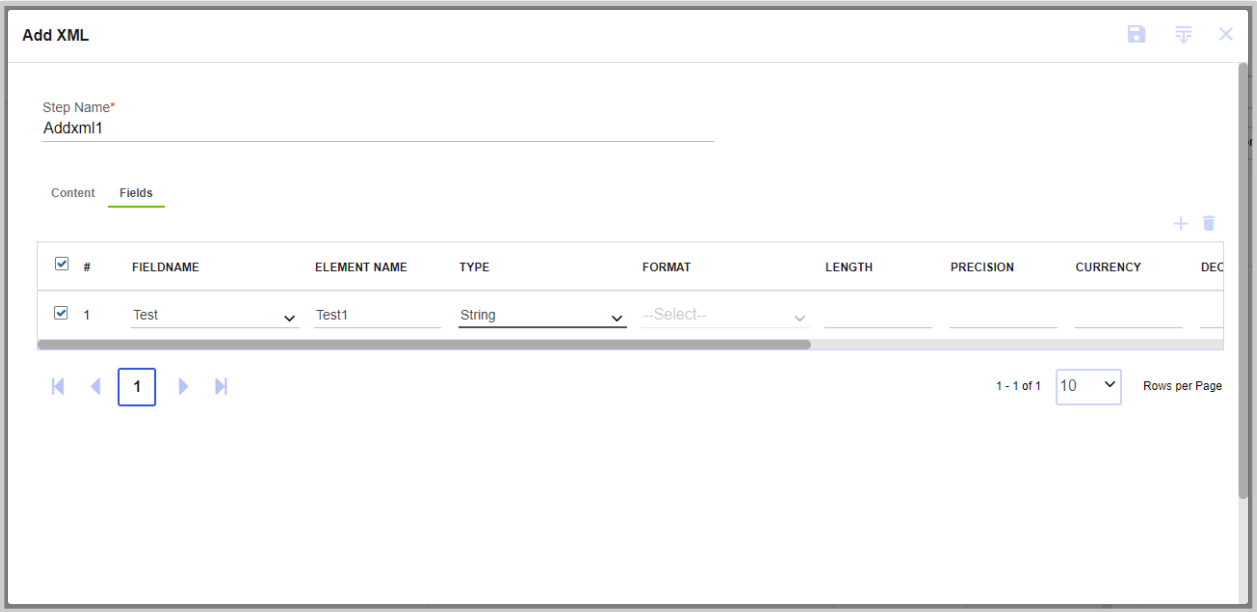 Add XML
Step Name*
Addxml1
Content Fields
# FIELDNAME ELEMENT NAME TYPE FORMAT LENGTH PRECISION CURRENCY DEC
1 Test Test1 String --Select--
1 1 - 1 of 1 10 Rows per Page